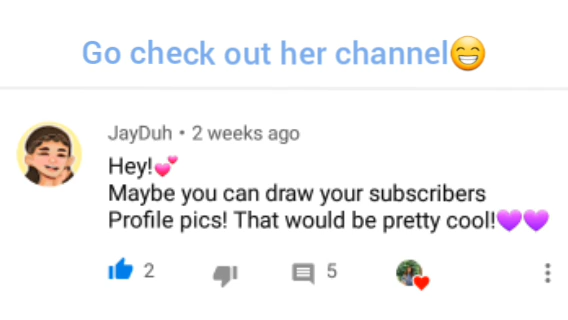 Go check out her channel😁
JayDuh • 2 weeks ago
Hey!💕
Maybe you can draw your subscribers
Profile pics! That would be pretty cool!💜💜
2 5